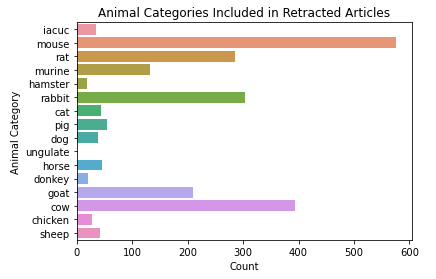 Animal Categories Included in Retracted Articles
Animal Category
iacuc
mouse
rat
murine
hamster
rabbit
cat
pig
dog
ungulate
horse
donkey
goat
cow
chicken
sheep
0 100 200 300 400 500 600
Count